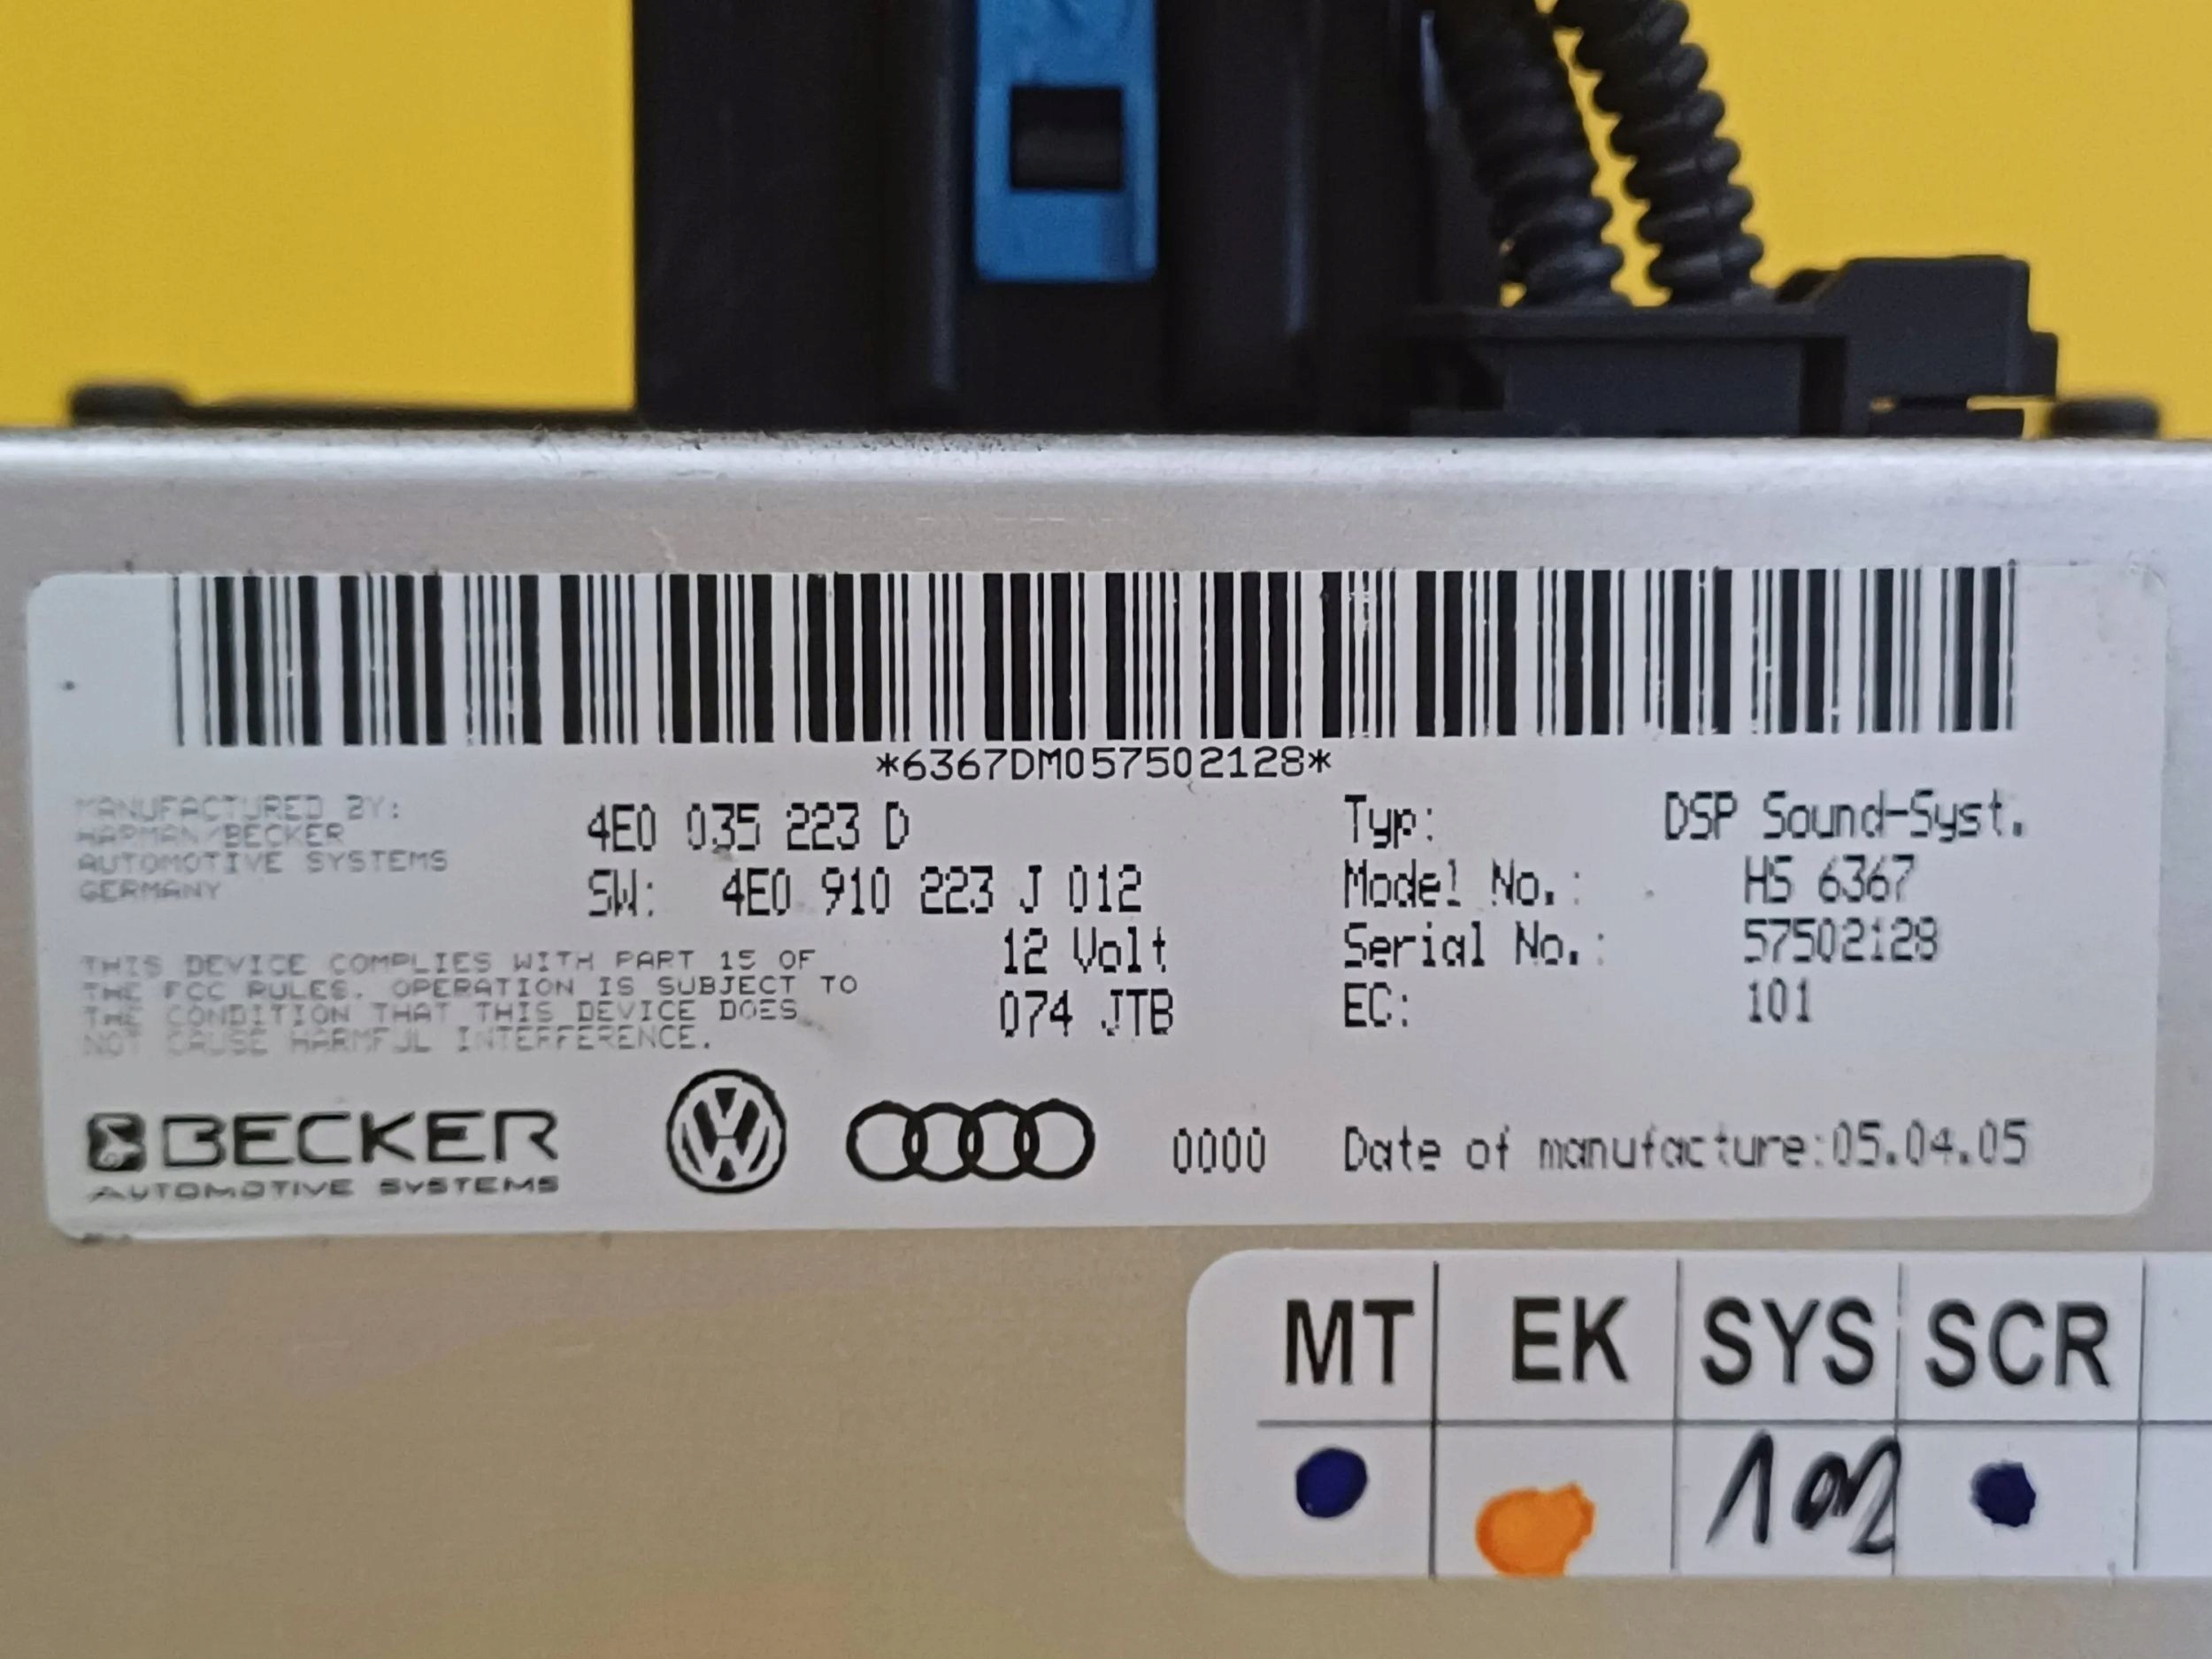 *6367DM057502128*
MANUFACTURED BY:
HARMAN/BECKER
AUTOMOTIVE SYSTEMS
GERMANY
4E0 035 223 D
SW: 4E0 910 223 J 012
12 Volt
074 JTB
Typ: DSP Sound-Syst.
Model No.: HS 6367
Serial No.: 57502128
EC: 101
THIS DEVICE COMPLIES WITH PART 15 OF
THE FCC RULES. OPERATION IS SUBJECT TO
THE CONDITION THAT THIS DEVICE DOES
NOT CAUSE HARMFUL INTERFERENCE.
BECKER
AUTOMOTIVE SYSTEMS
0000
Date of manufacture:05.04.05
MT EK SYS SCR